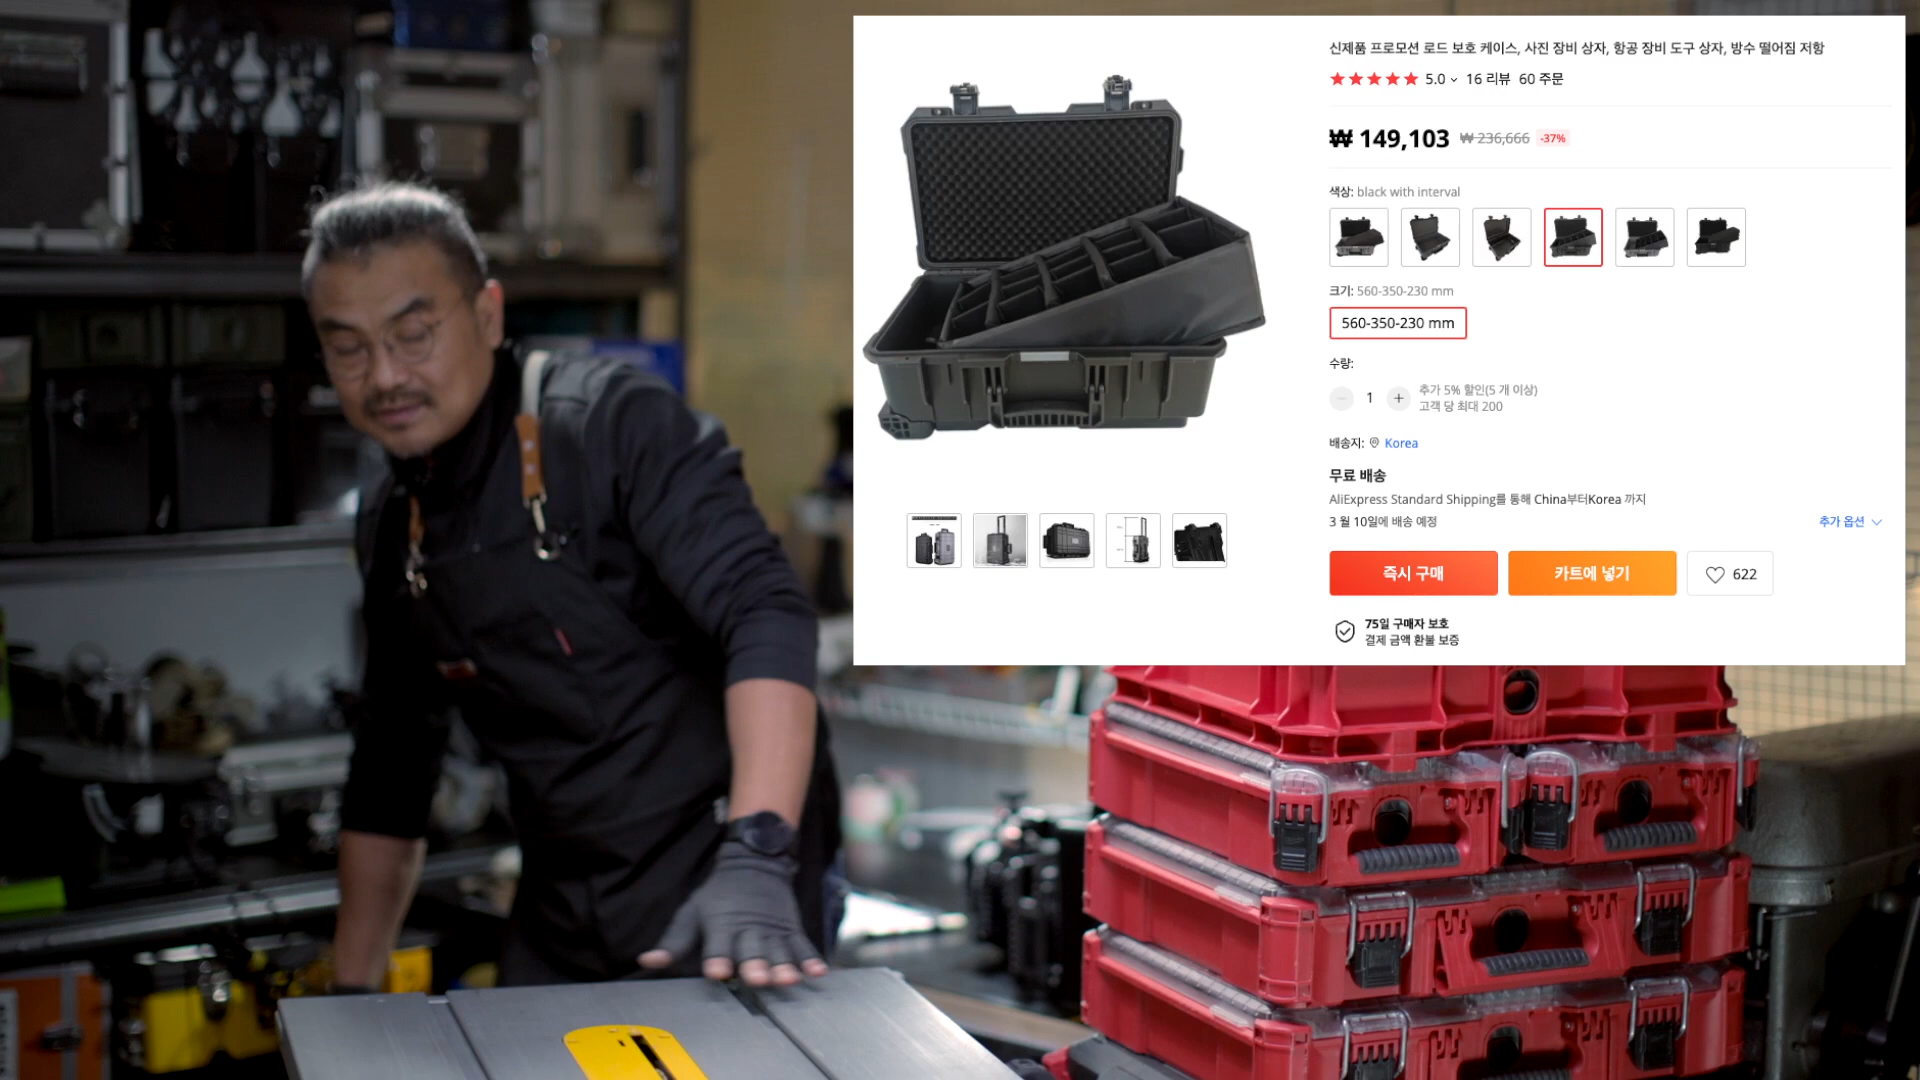 신제품 프로모션 로드 보호 케이스, 사진 장비 상자, 항공 장비 도구 상자, 방수 떨어짐 저항
5.0 16 리뷰 60 주문
₩ 149,103 ₩ 236,666 -37%
색상: black with interval
크기: 560-350-230 mm
560-350-230 mm
수량:
1 + 추가 5% 할인(5 개 이상)
고객 당 최대 200
배송지: Korea
무료 배송
AliExpress Standard Shipping를 통해 China부터Korea 까지
3 월 10일에 배송 예정 추가 옵션
즉시 구매 카트에 넣기 622
75일 구매자 보호
결제 금액 환불 보증